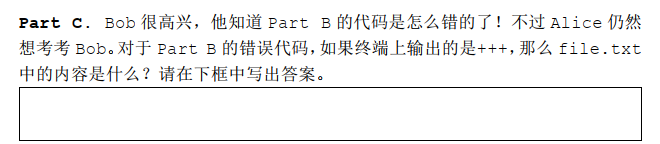 Part C. Bob 很高兴，他知道 Part B 的代码是怎么错的了！不过 Alice 仍然
想考考 Bob。对于 Part B 的错误代码，如果终端上输出的是+++，那么 file.txt
中的内容是什么？请在下框中写出答案。